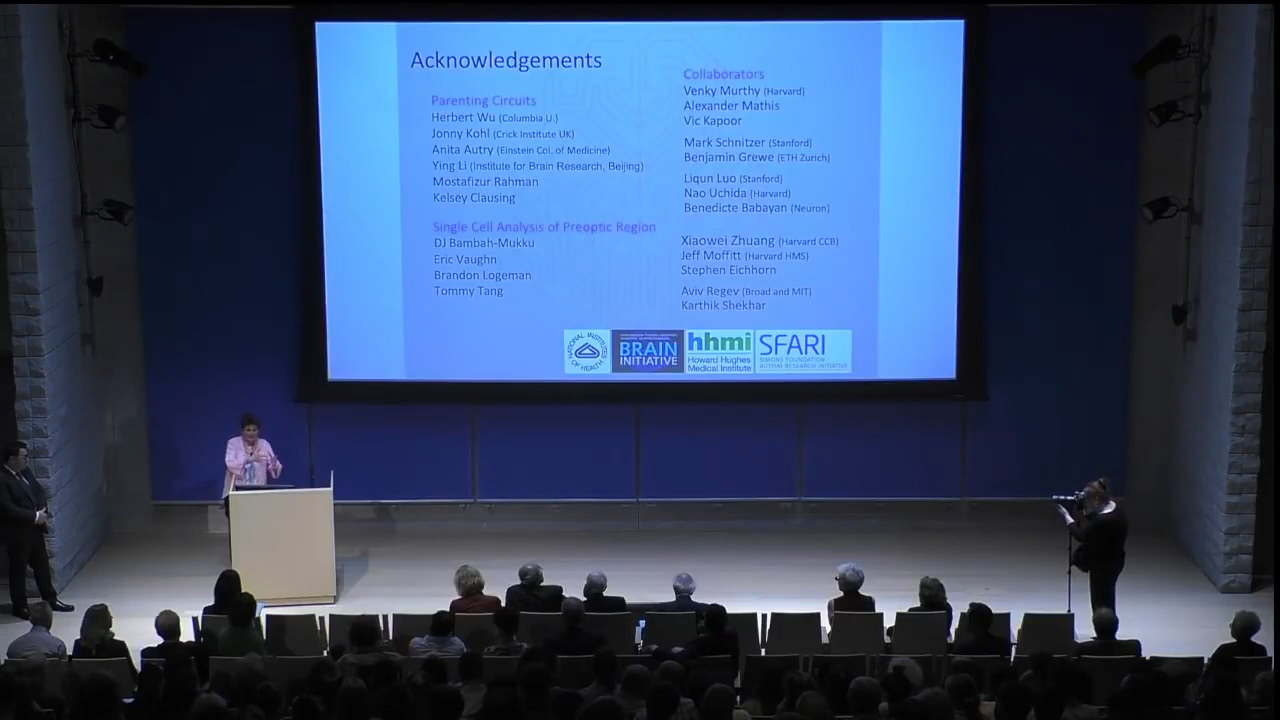 Acknowledgements
Parenting Circuits
Herbert Wu (Columbia U.)
Jonny Kohl (Crick Institute UK)
Anita Autry (Einstein Col. of Medicine)
Ying Li (Institute for Brain Research, Beijing)
Mostafizur Rahman
Kelsey Clausing
Single Cell Analysis of Preoptic Region
DJ Bambah-Mukku
Eric Vaughn
Brandon Logeman
Tommy Tang
Collaborators
Venky Murthy (Harvard)
Alexander Mathis
Vic Kapoor
Mark Schnitzer (Stanford)
Benjamin Grewe (ETH Zurich)
Liqun Luo (Stanford)
Nao Uchida (Harvard)
Benedicte Babayan (Neuron)
Xiaowei Zhuang (Harvard CCB)
Jeff Moffitt (Harvard HMS)
Stephen Eichhorn
Aviv Regev (Broad and MIT)
Karthik Shekhar
NATIONAL INSTITUTES OF HEALTH
BRAIN
INITIATIVE
hhmi
Howard Hughes
Medical Institute
SFARI
SIMONS FOUNDATION
AUTISM RESEARCH INITIATIVE